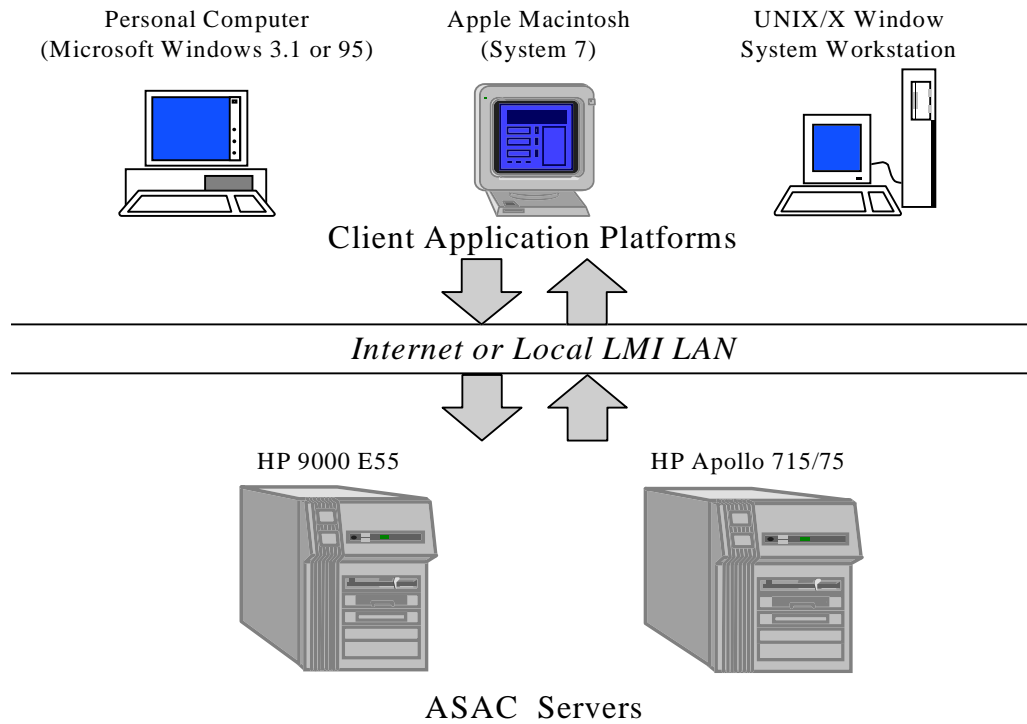 Personal Computer
(Microsoft Windows 3.1 or 95)
Apple Macintosh
(System 7)
UNIX/X Window
System Workstation
Client Application Platforms
Internet or Local LMI LAN
HP 9000 E55
HP Apollo 715/75
ASAC Servers